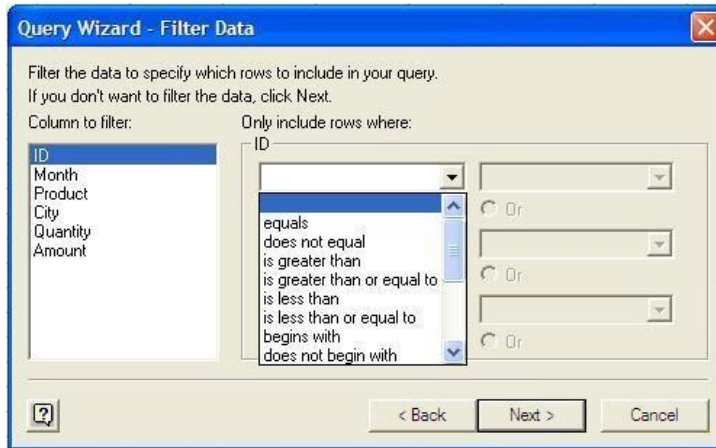 Query Wizard - Filter Data
Filter the data to specify which rows to include in your query.
If you don't want to filter the data, click Next.
Column to filter:
Only include rows where:
ID
Month
Product
City
Quantity
Amount
ID
equals
does not equal
is greater than
is greater than or equal to
is less than
is less than or equal to
begins with
does not begin with
Or
Or
Or
?
< Back
Next >
Cancel